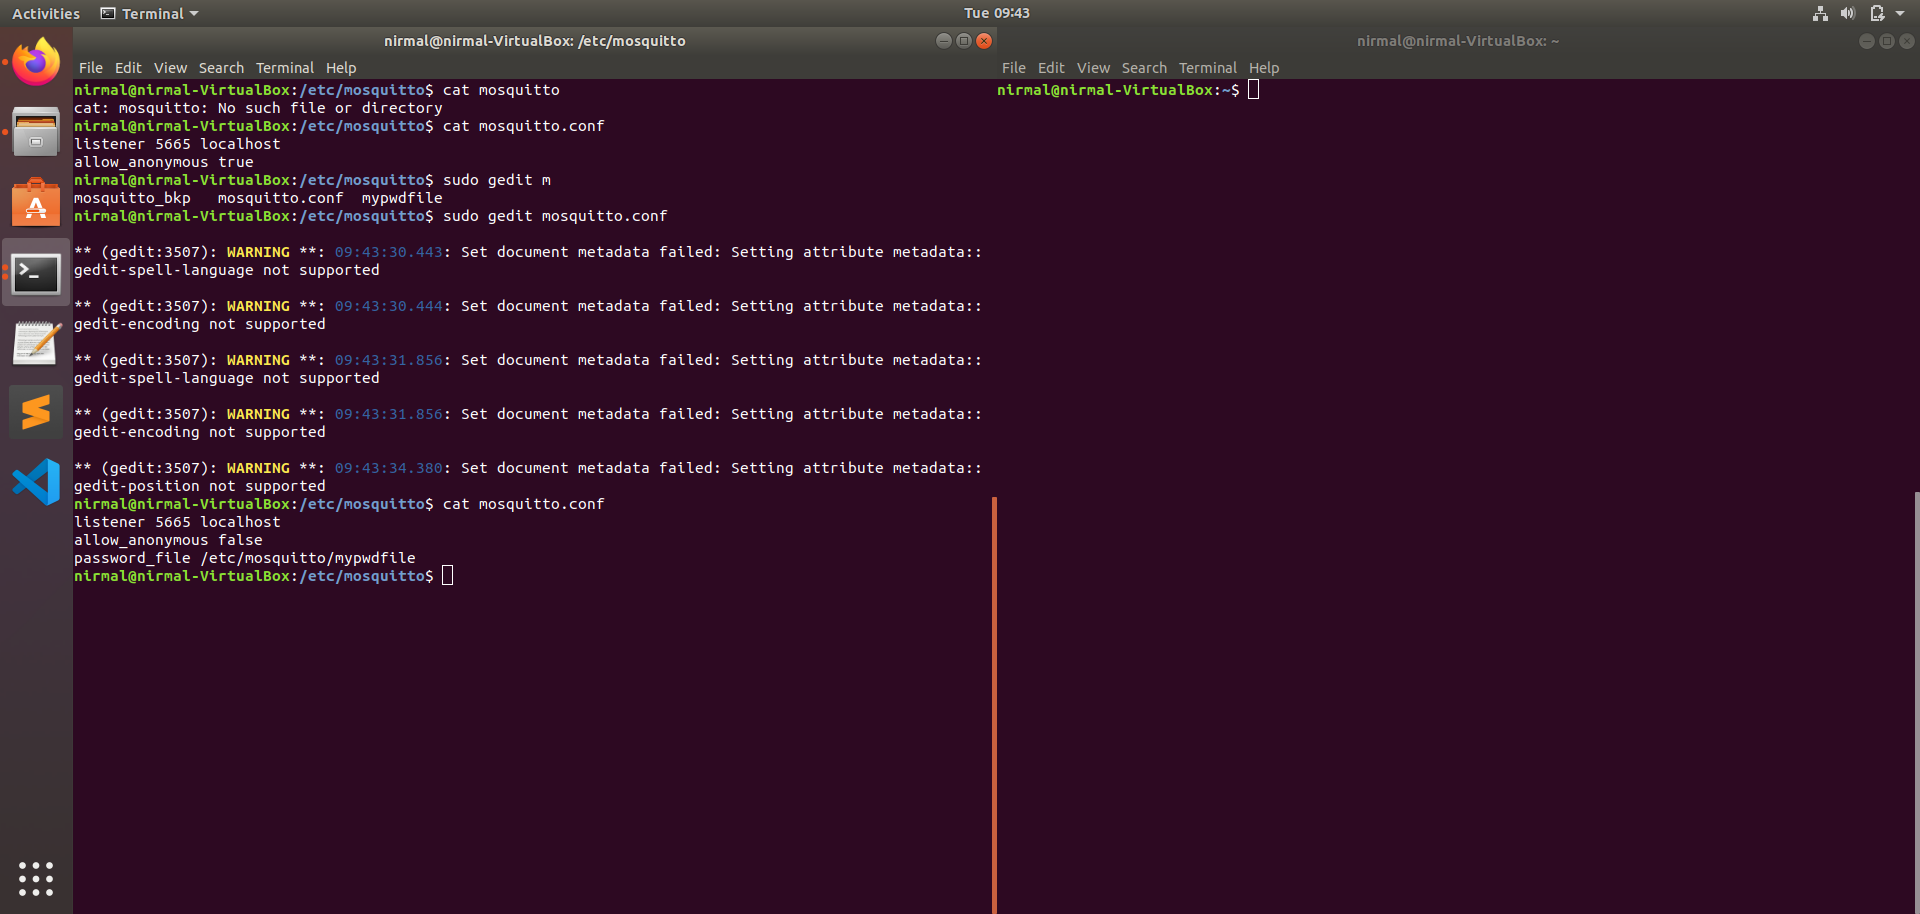 Activities Terminal Tue 09:43
nirmal@nirmal-VirtualBox: /etc/mosquitto
File Edit View Search Terminal Help
nirmal@nirmal-VirtualBox:/etc/mosquitto$ cat mosquitto
cat: mosquitto: No such file or directory
nirmal@nirmal-VirtualBox:/etc/mosquitto$ cat mosquitto.conf
listener 5665 localhost
allow_anonymous true
nirmal@nirmal-VirtualBox:/etc/mosquitto$ sudo gedit m
mosquitto_bkp mosquitto.conf mypwdfile
nirmal@nirmal-VirtualBox:/etc/mosquitto$ sudo gedit mosquitto.conf
** (gedit:3507): WARNING **: 09:43:30.443: Set document metadata failed: Setting attribute metadata::
gedit-spell-language not supported
** (gedit:3507): WARNING **: 09:43:30.444: Set document metadata failed: Setting attribute metadata::
gedit-encoding not supported
** (gedit:3507): WARNING **: 09:43:31.856: Set document metadata failed: Setting attribute metadata::
gedit-spell-language not supported
** (gedit:3507): WARNING **: 09:43:31.856: Set document metadata failed: Setting attribute metadata::
gedit-encoding not supported
** (gedit:3507): WARNING **: 09:43:34.380: Set document metadata failed: Setting attribute metadata::
gedit-position not supported
nirmal@nirmal-VirtualBox:/etc/mosquitto$ cat mosquitto.conf
listener 5665 localhost
allow_anonymous false
password_file /etc/mosquitto/mypwdfile
nirmal@nirmal-VirtualBox:/etc/mosquitto$
nirmal@nirmal-VirtualBox: ~
File Edit View Search Terminal Help
nirmal@nirmal-VirtualBox:~$